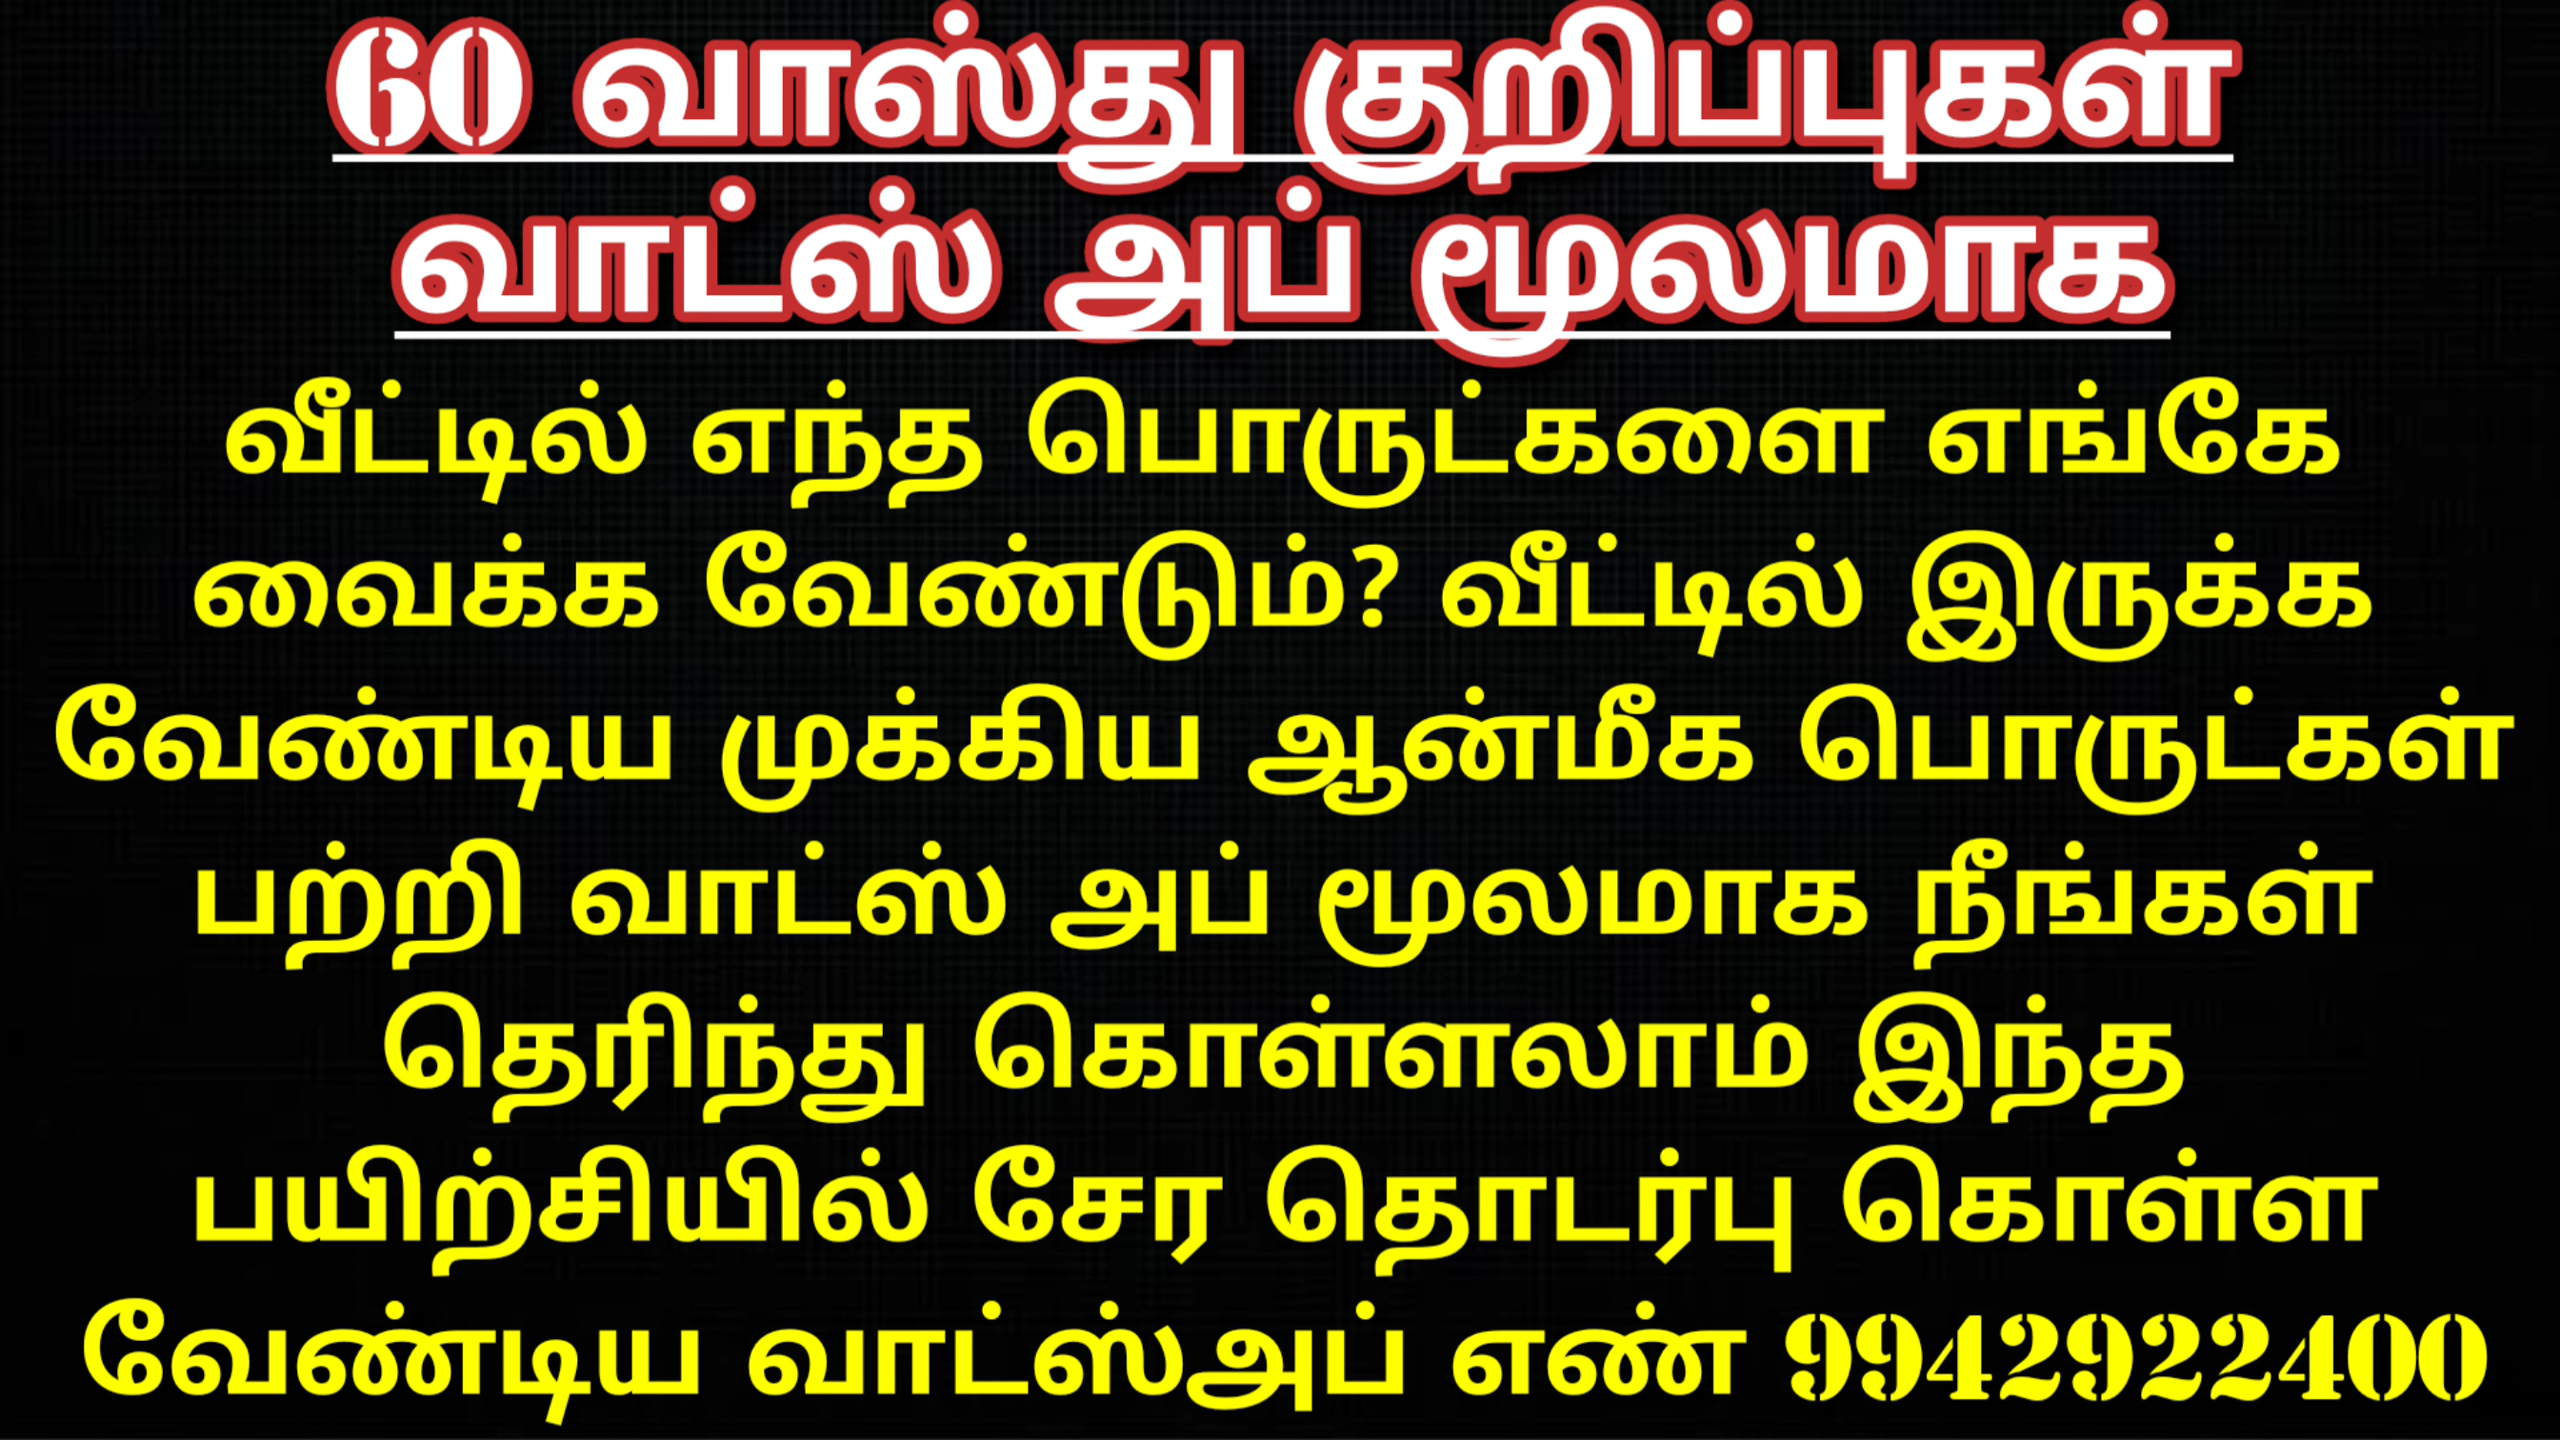 60 வாஸ்து குறிப்புகள்
வாட்ஸ் அப் மூலமாக
வீட்டில் எந்த பொருட்களை எங்கே
வைக்க வேண்டும்? வீட்டில் இருக்க
வேண்டிய முக்கிய ஆன்மீக பொருட்கள்
பற்றி வாட்ஸ் அப் மூலமாக நீங்கள்
தெரிந்து கொள்ளலாம் இந்த
பயிற்சியில் சேர தொடர்பு கொள்ள
வேண்டிய வாட்ஸ்அப் எண் 9942922400